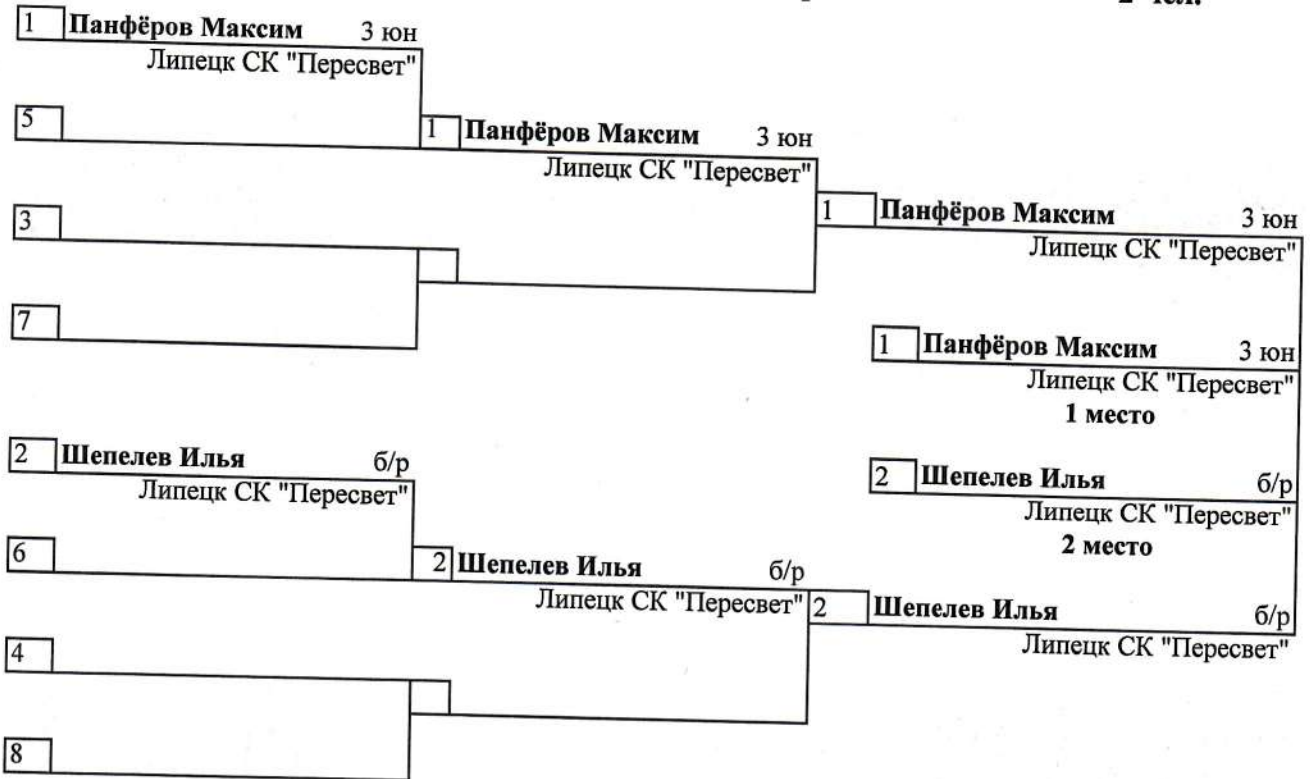 2 чел.
1 Панфёров Максим 3 юн
Липецк СК "Пересвет"
5
1 Панфёров Максим 3 юн
Липецк СК "Пересвет"
3
1 Панфёров Максим 3 юн
Липецк СК "Пересвет"
7
1 Панфёров Максим 3 юн
Липецк СК "Пересвет"
1 место
2 Шепелев Илья б/р
Липецк СК "Пересвет"
2 Шепелев Илья б/р
Липецк СК "Пересвет"
2 место
6
2 Шепелев Илья б/р
Липецк СК "Пересвет"
2 Шепелев Илья б/р
Липецк СК "Пересвет"
4
8